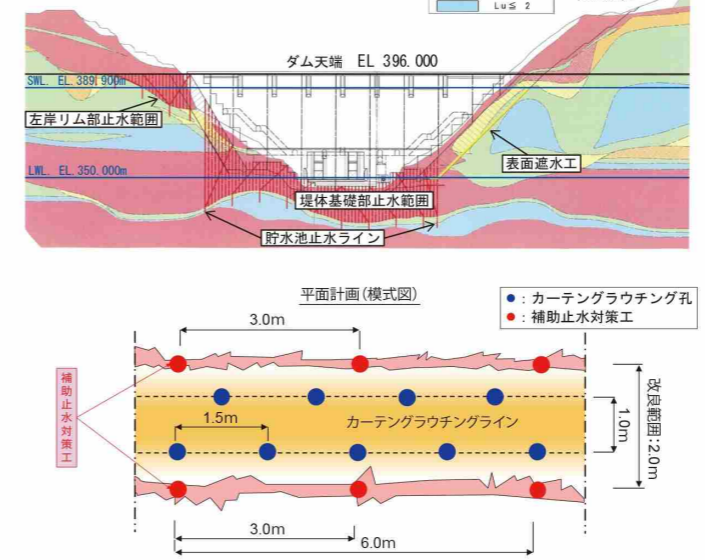 Lu≦ 2
ダム天端 EL 396.000
SWL. EL.389.900m
左岸リム部止水範囲
表面遮水工
LWL. EL.350.000m
堤体基礎部止水範囲
貯水池止水ライン
平面計画(模式図)
●:カーテングラウチング孔
●:補助止水対策工
3.0m
補助止水対策工
1.5m
カーテングラウチングライン
1.0m
改良範囲:2.0m
3.0m
6.0m